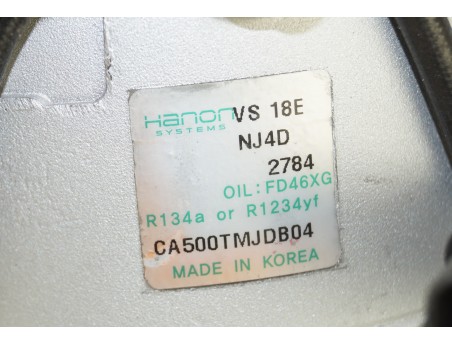 Hanon VS 18E
SYSTEMS
NJ4D
2784
OIL: FD46XG
R134a or R1234yf
CA500TMJDB04
MADE IN KOREA